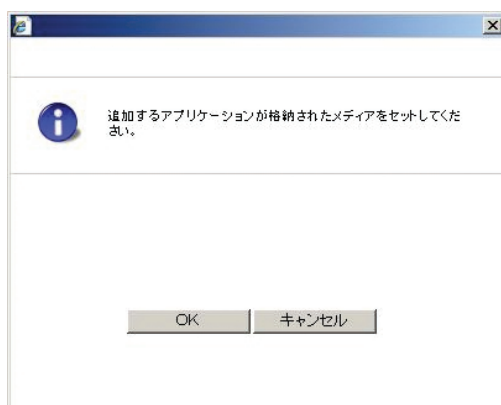 追加するアプリケーションが格納されたメディアをセットしてくだ
さい。
OK
キャンセル